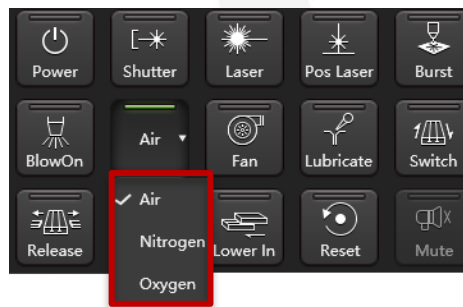 Power Shutter Laser Pos Laser Burst
BlowOn Air Fan Lubricate Switch
Air
Nitrogen
Release Lower In Reset Mute
Oxygen